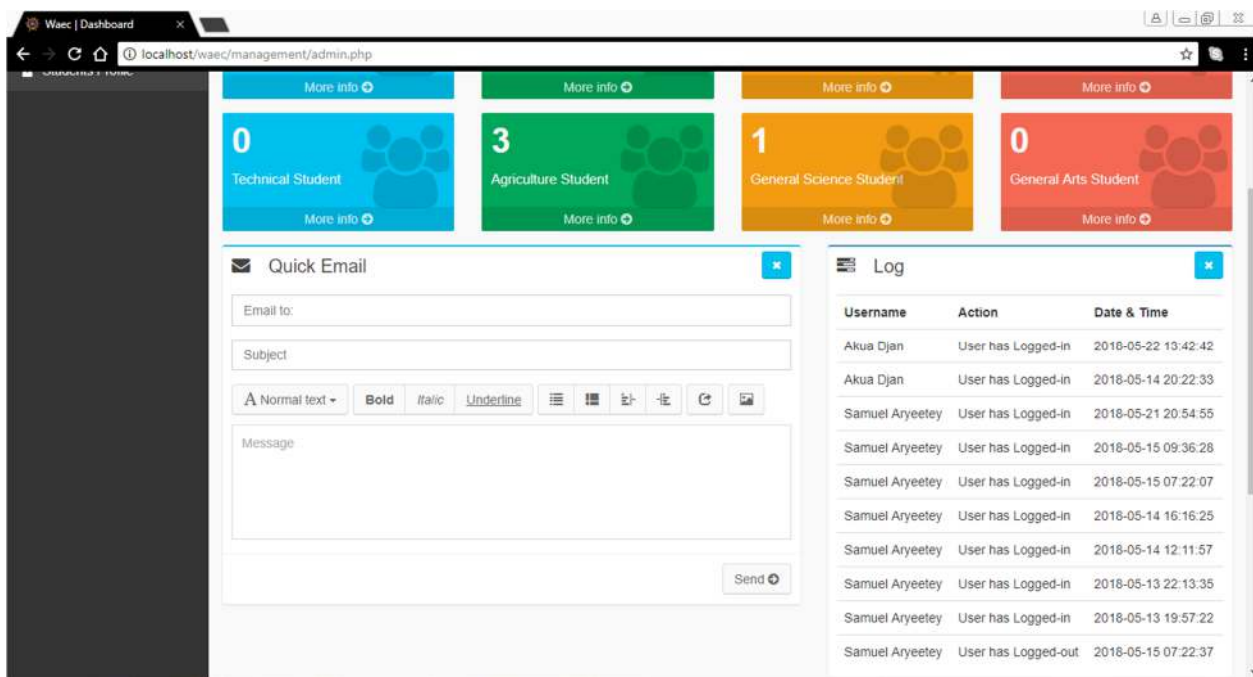 Waec | Dashboard
localhost/waec/management/admin.php
Students Profile
More info More info More info More info
0 3 1 0
Technical Student Agriculture Student General Science Student General Arts Student
More info More info More info More info
Quick Email
Email to:
Subject
A Normal text Bold Italic Underline
Message
Send
Log
Username Action Date & Time
Akua Djan User has Logged-in 2018-05-22 13:42:42
Akua Djan User has Logged-in 2018-05-14 20:22:33
Samuel Aryeetey User has Logged-in 2018-05-21 20:54:55
Samuel Aryeetey User has Logged-in 2018-05-15 09:36:28
Samuel Aryeetey User has Logged-in 2018-05-15 07:22:07
Samuel Aryeetey User has Logged-in 2018-05-14 16:16:25
Samuel Aryeetey User has Logged-in 2018-05-14 12:11:57
Samuel Aryeetey User has Logged-in 2018-05-13 22:13:35
Samuel Aryeetey User has Logged-in 2018-05-13 19:57:22
Samuel Aryeetey User has Logged-out 2018-05-15 07:22:37